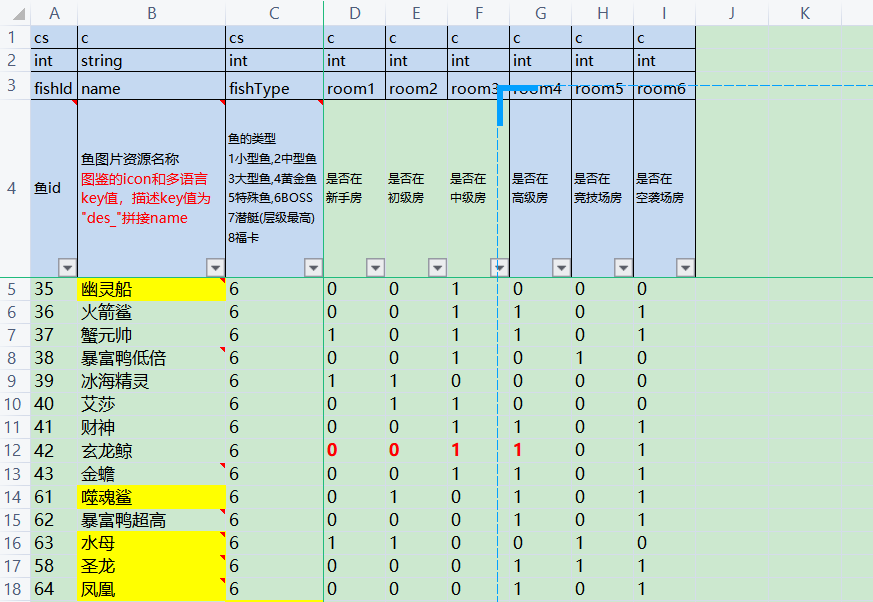 A B C D E F G H I J K
1 cs c cs c c c c c c
2 int string int int int int int int int
3 fishId name fishType room1 room2 room3 room4 room5 room6
4
鱼id
鱼图片资源名称
图鉴的icon和多语言
key值，描述key值为
"des_"拼接name
鱼的类型
1小型鱼,2中型鱼
3大型鱼,4黄金鱼
5特殊鱼,6BOSS
7潜艇(层级最高)
8福卡
是否在
新手房
是否在
初级房
是否在
中级房
是否在
高级房
是否在
竞技场房
是否在
空袭场房
5 35 幽灵船 6 0 0 1 0 0 0
6 36 火箭鲨 6 0 0 1 1 0 1
7 37 蟹元帅 6 1 0 1 1 0 1
8 38 暴富鸭低倍 6 0 0 1 0 1 0
9 39 冰海精灵 6 1 1 0 0 0 0
10 40 艾莎 6 0 1 1 0 0 0
11 41 财神 6 0 0 1 1 0 1
12 42 玄龙鲸 6 0 0 1 1 0 1
13 43 金蟾 6 0 0 1 1 0 1
14 61 噬魂鲨 6 0 1 0 1 0 1
15 62 暴富鸭超高 6 0 0 0 1 0 1
16 63 水母 6 1 1 0 0 1 0
17 58 圣龙 6 0 0 0 1 1 1
18 64 凤凰 6 0 0 0 1 0 1